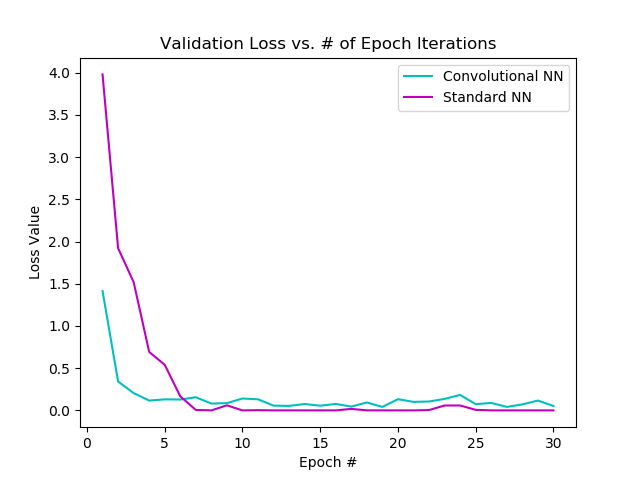 Validation Loss vs. # of Epoch Iterations
Convolutional NN
Standard NN
4.0
3.5
3.0
2.5
2.0
1.5
1.0
0.5
0.0
Loss Value
0 5 10 15 20 25 30
Epoch #